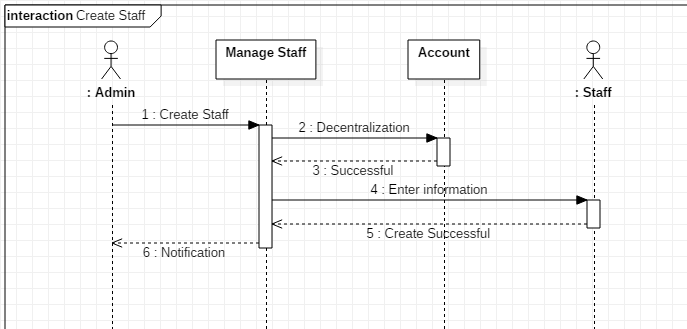 interaction Create Staff
Manage Staff
Account
: Admin
: Staff
1 : Create Staff
2 : Decentralization
3 : Successful
4 : Enter information
5 : Create Successful
6 : Notification